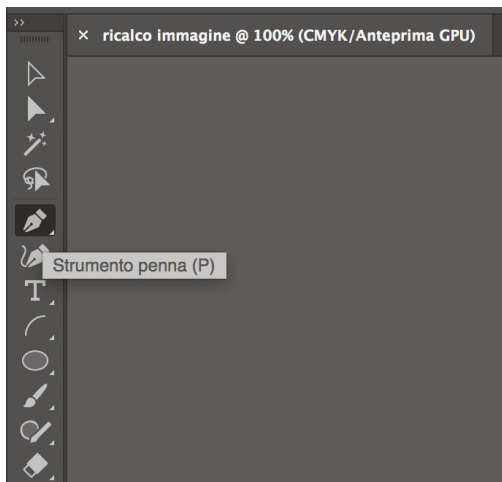 ricalco immagine @ 100% (CMYK/Anteprima GPU)
Strumento penna (P)